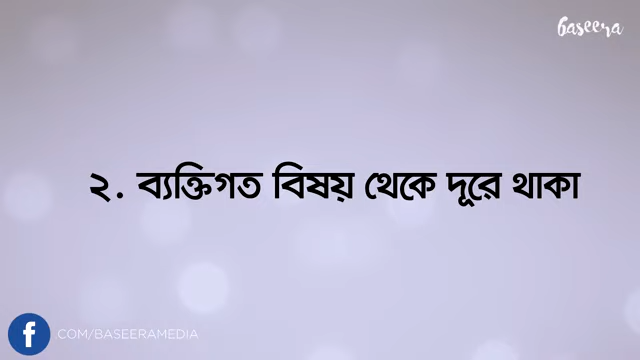 baseera
২. ব্যক্তিগত বিষয় থেকে দূরে থাকা
f .COM/BASEERAMEDIA